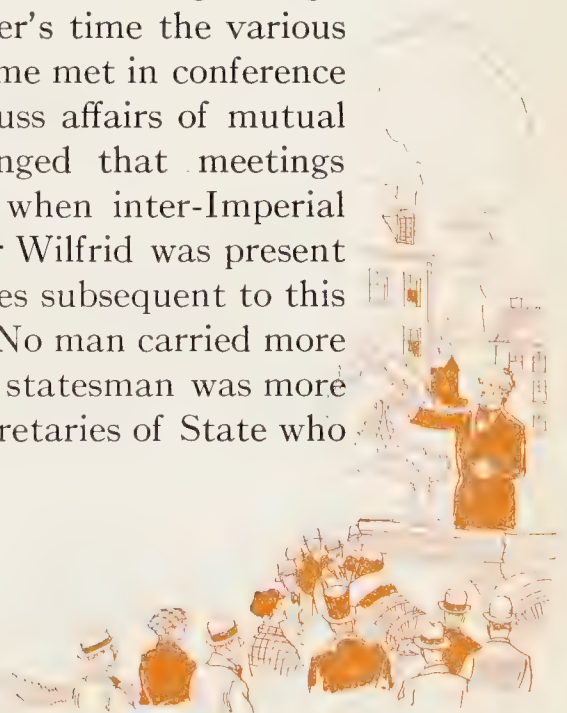 er's time the various
me met in conference
uss affairs of mutual
nged that meetings
when inter-Imperial
Wilfrid was present
es subsequent to this
No man carried more
statesman was more
retaries of State who